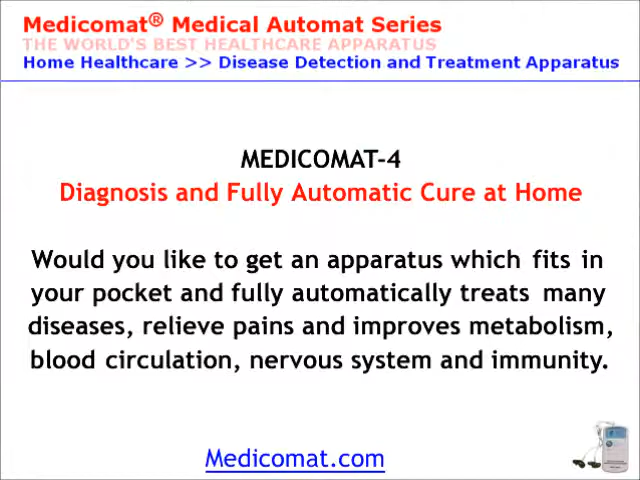 Medicomat® Medical Automat Series
THE WORLD'S BEST HEALTHCARE APPARATUS
Home Healthcare >> Disease Detection and Treatment Apparatus
MEDICOMAT-4
Diagnosis and Fully Automatic Cure at Home
Would you like to get an apparatus which fits in
your pocket and fully automatically treats many
diseases, relieve pains and improves metabolism,
blood circulation, nervous system and immunity.
Medicomat.com